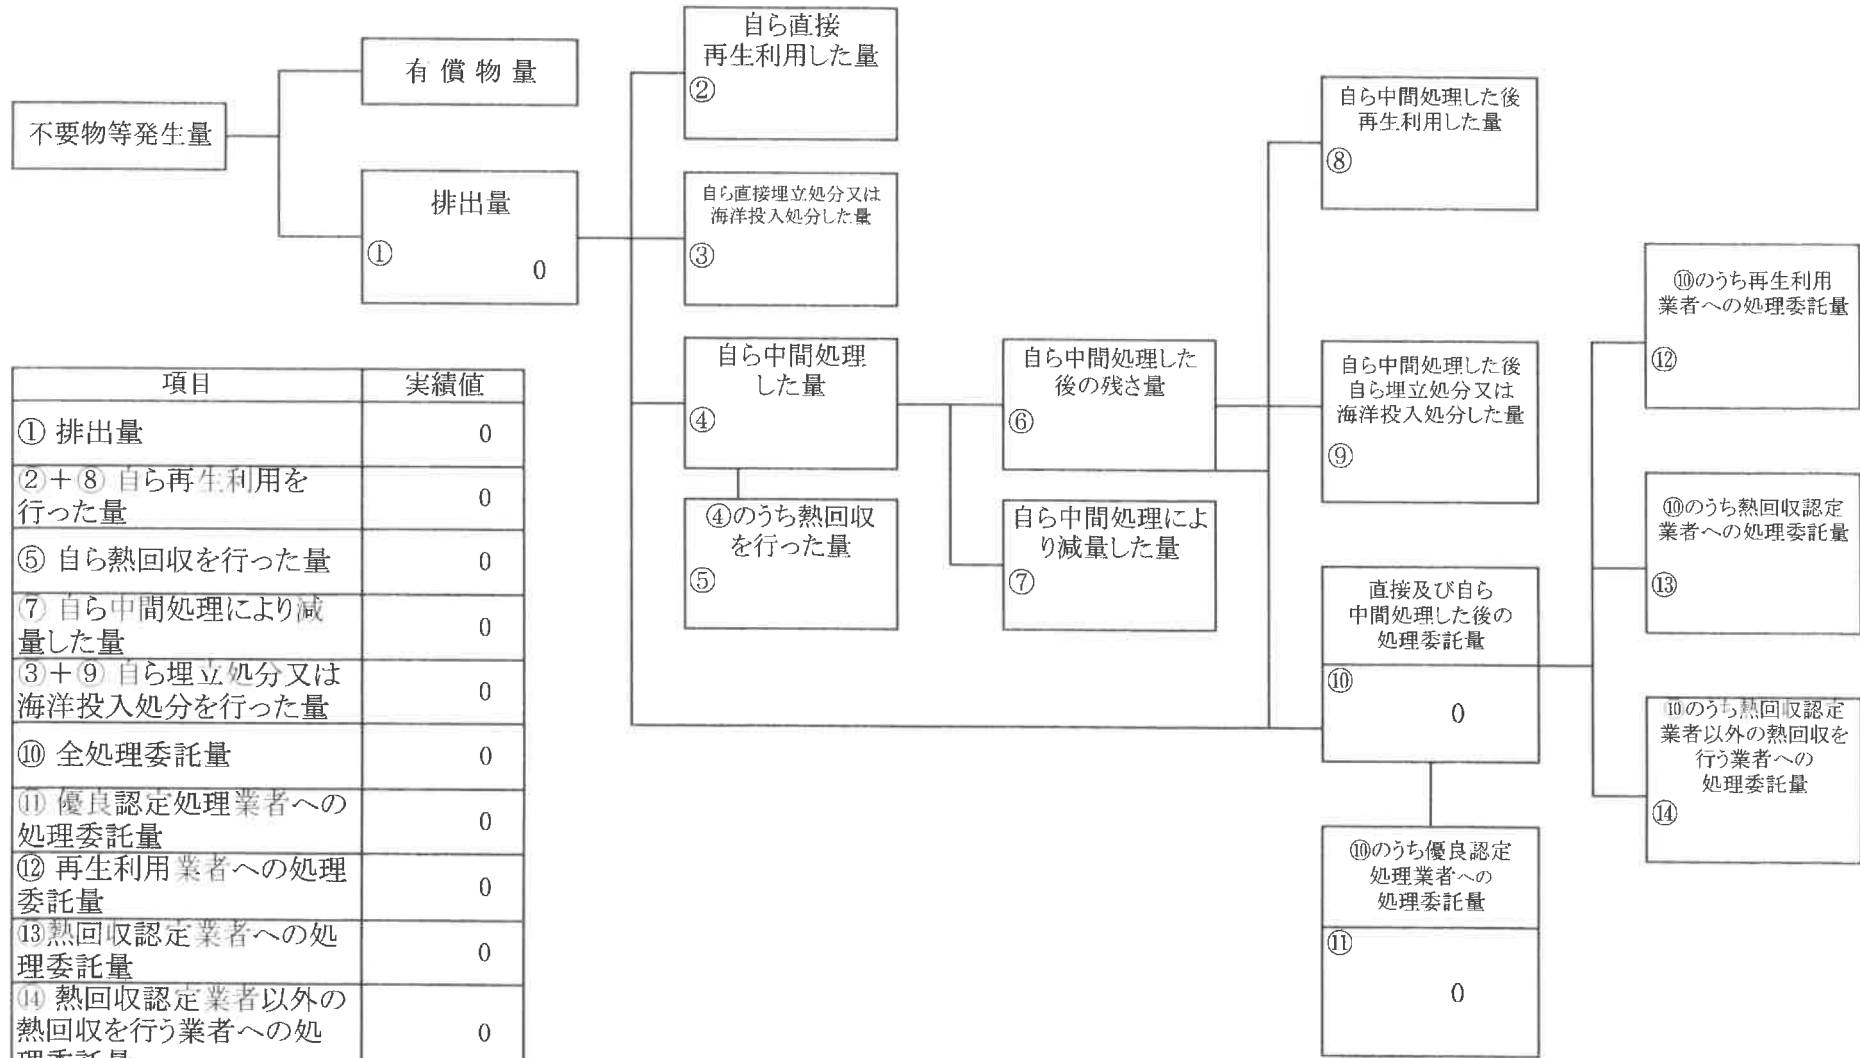 不要物等発生量
有償物量
排出量
①
0
自ら直接
再生利用した量
②
自ら直接埋立処分又は
海洋投入処分した量
③
自ら中間処理
した量
④
④のうち熱回収
を行った量
⑤
自ら中間処理した
後の残さ量
⑥
自ら中間処理によ
り減量した量
⑦
自ら中間処理した後
再生利用した量
⑧
自ら中間処理した後
自ら埋立処分又は
海洋投入処分した量
⑨
直接及び自ら
中間処理した後の
処理委託量
⑩
0
⑩のうち優良認定
処理業者への
処理委託量
⑪
0
⑩のうち再生利用
業者への処理委託量
⑫
⑩のうち熱回収認定
業者への処理委託量
⑬
⑩のうち熱回収認定
業者以外の熱回収を
行う業者への
処理委託量
⑭
項目 実績値
① 排出量 0
②+⑧ 自ら再生利用を
行った量 0
⑤ 自ら熱回収を行った量 0
⑦ 自ら中間処理により減
量した量 0
③+⑨ 自ら埋立処分又は
海洋投入処分を行った量 0
⑩ 全処理委託量 0
⑪ 優良認定処理業者への
処理委託量 0
⑫ 再生利用業者への処理
委託量 0
⑬熱回収認定業者への処
理委託量 0
⑭ 熱回収認定業者以外の
熱回収を行う業者への処 0
理委託量